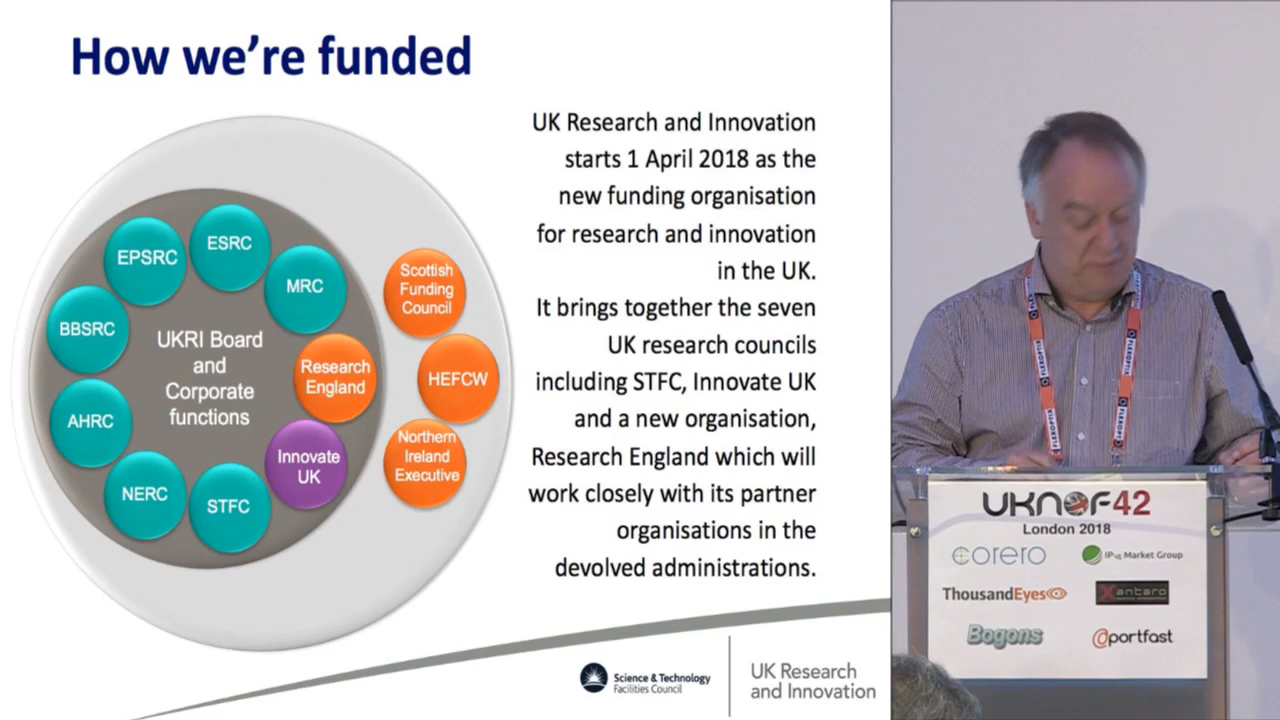 How we're funded
UK Research and Innovation
starts 1 April 2018 as the
new funding organisation
for research and innovation
in the UK.
It brings together the seven
UK research councils
including STFC, Innovate UK
and a new organisation,
Research England which will
work closely with its partner
organisations in the
devolved administrations.
ESRC
EPSRC
MRC
BBSRC
UKRI Board
and
Corporate
functions
Research
England
AHRC
Innovate
UK
NERC
STFC
Scottish
Funding
Council
HEFCW
Northern
Ireland
Executive
Science & Technology
Facilities Council
UK Research
and Innovation
FLEXOPTIX
FLEXOPTIX
UKNOF42
London 2018
corero
IPv4 Market Group
ThousandEyes
Xantaro
Bogons
portfast